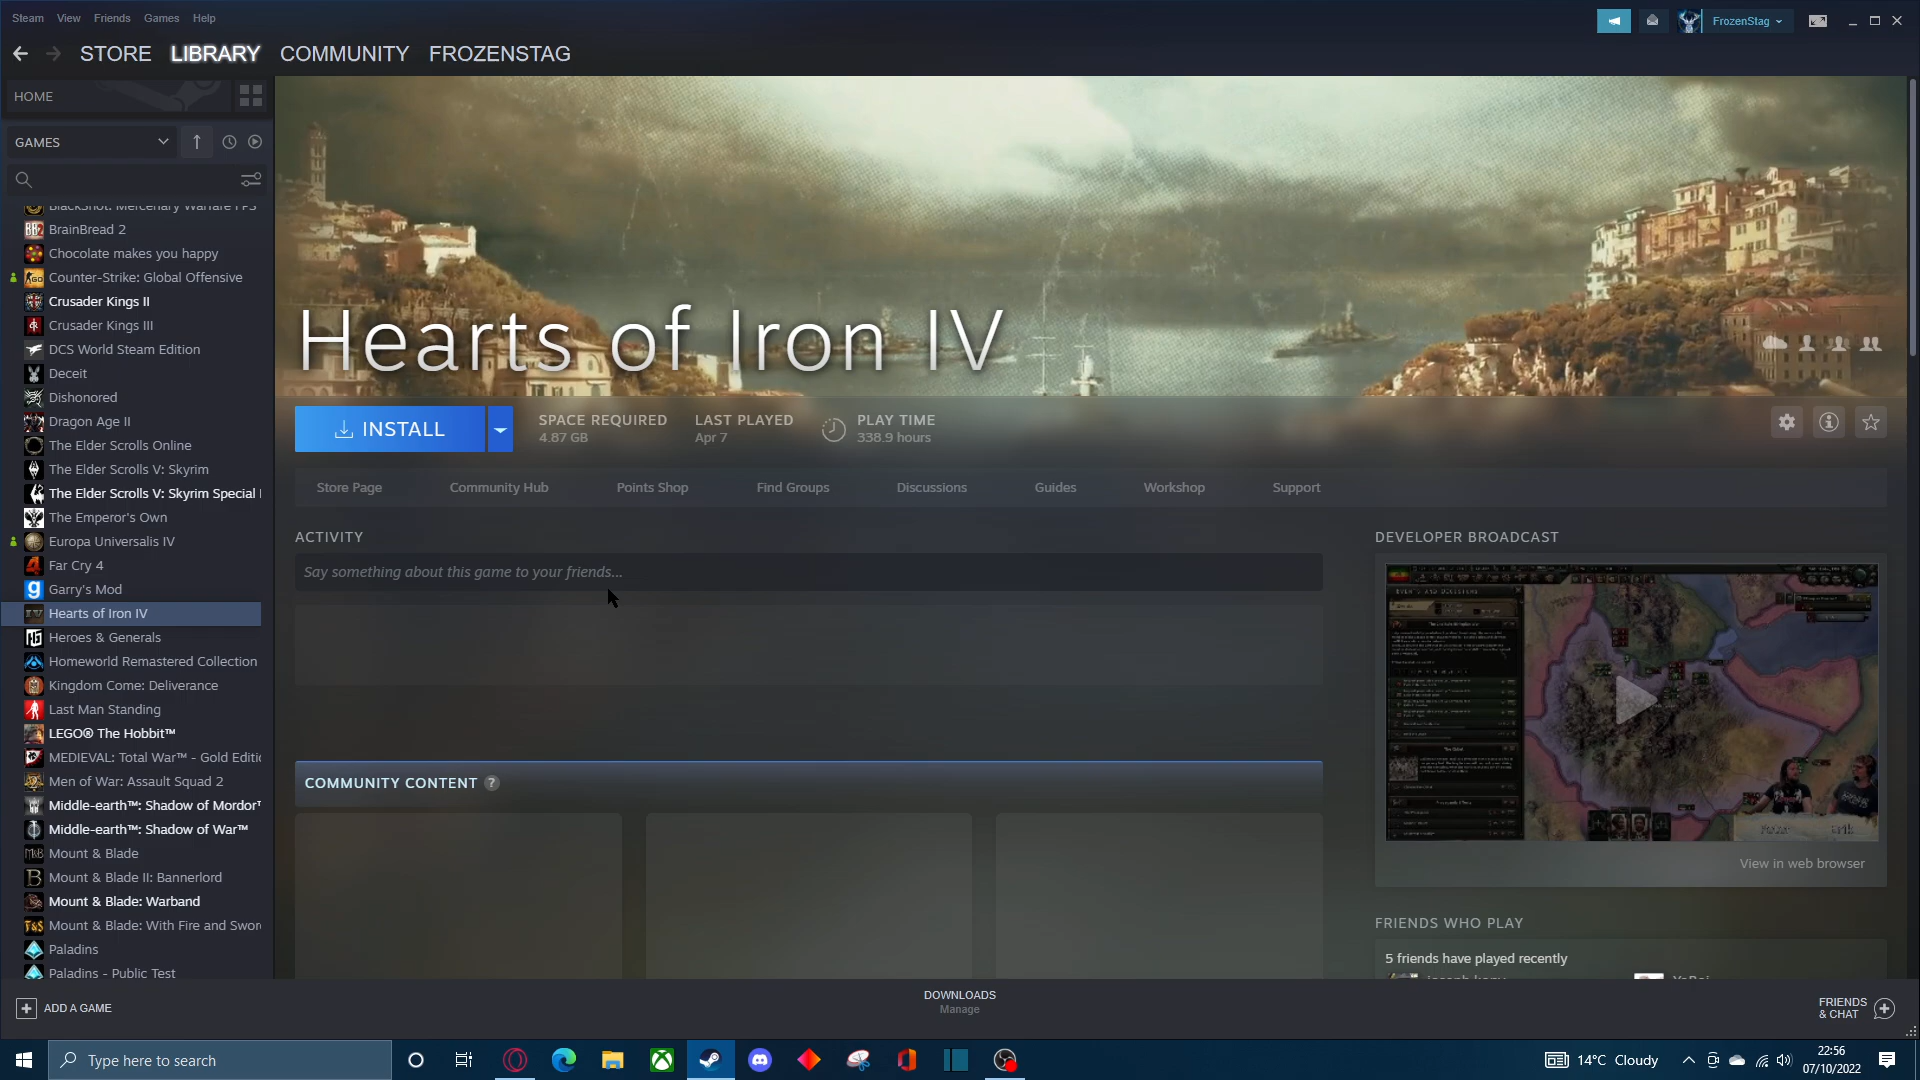 Steam View Friends Games Help
FrozenStag
STORE LIBRARY COMMUNITY FROZENSTAG
HOME
GAMES
BlackShot: Mercenary Warfare FPS
BrainBread 2
Chocolate makes you happy
Counter-Strike: Global Offensive
Crusader Kings II
Crusader Kings III
DCS World Steam Edition
Deceit
Dishonored
Dragon Age II
The Elder Scrolls Online
The Elder Scrolls V: Skyrim
The Elder Scrolls V: Skyrim Special
The Emperor's Own
Europa Universalis IV
Far Cry 4
Garry's Mod
Hearts of Iron IV
Heroes & Generals
Homeworld Remastered Collection
Kingdom Come: Deliverance
Last Man Standing
LEGO® The Hobbit™
MEDIEVAL: Total War™ - Gold Editi
Men of War: Assault Squad 2
Middle-earth™: Shadow of Mordor™
Middle-earth™: Shadow of War™
Mount & Blade
Mount & Blade II: Bannerlord
Mount & Blade: Warband
Mount & Blade: With Fire and Swor
Paladins
Paladins - Public Test
Hearts of Iron IV
INSTALL
SPACE REQUIRED
4.87 GB
LAST PLAYED
Apr 7
PLAY TIME
338.9 hours
Store Page Community Hub Points Shop Find Groups Discussions Guides Workshop Support
ACTIVITY
Say something about this game to your friends...
COMMUNITY CONTENT ?
DEVELOPER BROADCAST
EVENTS AND DECISIONS
View in web browser
FRIENDS WHO PLAY
5 friends have played recently
ADD A GAME
DOWNLOADS
Manage
FRIENDS
& CHAT
Type here to search
14°C Cloudy
22:56
07/10/2022